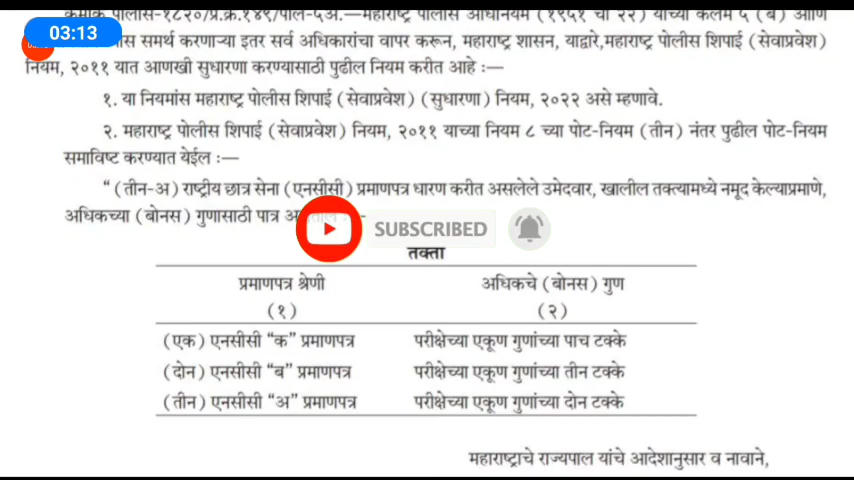 क्रमांक पोलीस-१८२०/प्र.क्र.१४९/पोल-५अ.—महाराष्ट्र पोलीस अधिनियम (१९५१ चा २२) याच्या कलम ५ (ब) आणि
03:13
स समर्थ करणाऱ्या इतर सर्व अधिकारांचा वापर करून, महाराष्ट्र शासन, याद्वारे,महाराष्ट्र पोलीस शिपाई (सेवाप्रवेश)
नियम, २०११ यात आणखी सुधारणा करण्यासाठी पुढील नियम करीत आहे :—
१. या नियमांस महाराष्ट्र पोलीस शिपाई (सेवाप्रवेश) (सुधारणा) नियम, २०२२ असे म्हणावे.
२. महाराष्ट्र पोलीस शिपाई (सेवाप्रवेश) नियम, २०११ याच्या नियम ८ च्या पोट-नियम (तीन) नंतर पुढील पोट-नियम
समाविष्ट करण्यात येईल :—
“ (तीन-अ) राष्ट्रीय छात्र सेना (एनसीसी) प्रमाणपत्र धारण करीत असलेले उमेदवार, खालील तक्त्यामध्ये नमूद केल्याप्रमाणे,
अधिकच्या (बोनस) गुणासाठी पात्र
SUBSCRIBED
तक्ता
प्रमाणपत्र श्रेणी अधिकचे (बोनस) गुण
(१) (२)
(एक) एनसीसी “क” प्रमाणपत्र परीक्षेच्या एकूण गुणांच्या पाच टक्के
(दोन) एनसीसी “ब” प्रमाणपत्र परीक्षेच्या एकूण गुणांच्या तीन टक्के
(तीन) एनसीसी “अ” प्रमाणपत्र परीक्षेच्या एकूण गुणांच्या दोन टक्के
महाराष्ट्राचे राज्यपाल यांचे आदेशानुसार व नावाने,